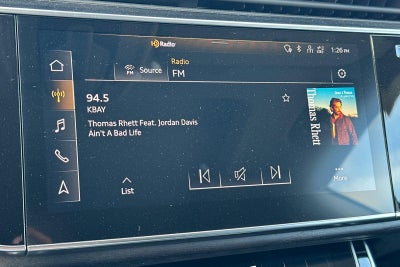 HD Radio
1:26 PM
FM
Source
Radio
FM
94.5
KBAY
Thomas Rhett Feat. Jordan Davis
Ain't A Bad Life
Thomas Rhett
List
More